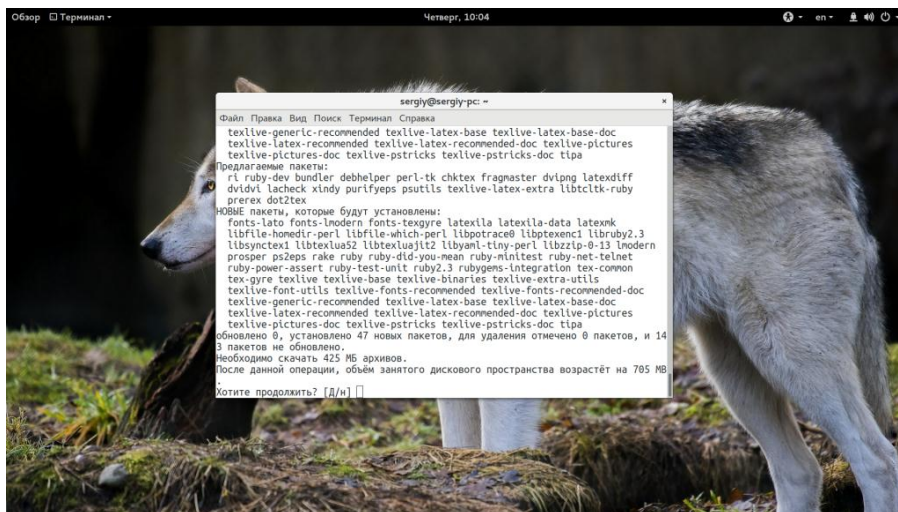 Обзор Терминал Четверг, 10:04 en
sergiy@sergiy-pc: ~
Файл Правка Вид Поиск Терминал Справка
texlive-generic-recommended texlive-latex-base texlive-latex-base-doc
texlive-latex-recommended texlive-latex-recommended-doc texlive-pictures
texlive-pictures-doc texlive-pstricks texlive-pstricks-doc tipa
Предлагаемые пакеты:
ri ruby-dev bundler debhelper perl-tk chktex fragmaster dvipng latexdiff
dvidvi lacheck xindy purifyeps psutils texlive-latex-extra libtcltk-ruby
prerex dot2tex
НОВЫЕ пакеты, которые будут установлены:
fonts-lato fonts-lmodern fonts-texgyre latexila latexila-data latexmk
libfile-homedir-perl libfile-which-perl libpotrace0 libptexenc1 libruby2.3
libsynctex1 libtexlua52 libtexluajit2 libyaml-tiny-perl libzzip-0-13 lmodern
prosper ps2eps rake ruby ruby-did-you-mean ruby-minitest ruby-net-telnet
ruby-power-assert ruby-test-unit ruby2.3 rubygems-integration tex-common
tex-gyre texlive texlive-base texlive-binaries texlive-extra-utils
texlive-font-utils texlive-fonts-recommended texlive-fonts-recommended-doc
texlive-generic-recommended texlive-latex-base texlive-latex-base-doc
texlive-latex-recommended texlive-latex-recommended-doc texlive-pictures
texlive-pictures-doc texlive-pstricks texlive-pstricks-doc tipa
обновлено 0, установлено 47 новых пакетов, для удаления отмечено 0 пакетов, и 14
3 пакетов не обновлено.
Необходимо скачать 425 МБ архивов.
После данной операции, объём занятого дискового пространства возрастёт на 705 MB
.
Хотите продолжить? [Д/н]